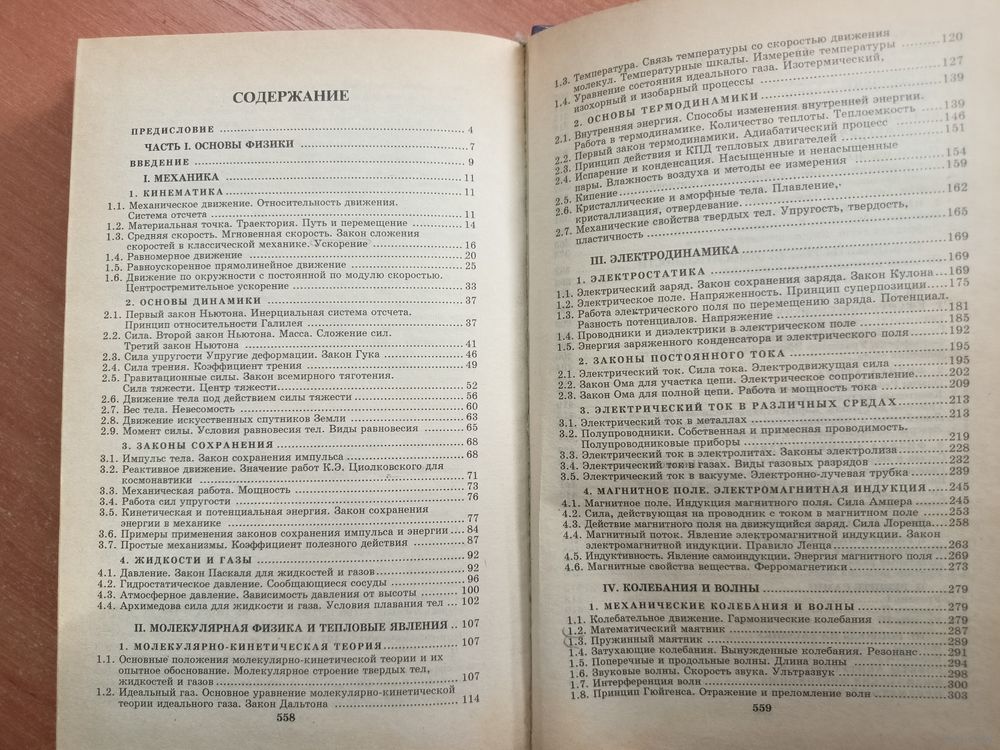 СОДЕРЖАНИЕ
ПРЕДИСЛОВИЕ 4
ЧАСТЬ I. ОСНОВЫ ФИЗИКИ 7
ВВЕДЕНИЕ 9
I. МЕХАНИКА 11
1. КИНЕМАТИКА 11
1.1. Механическое движение. Относительность движения.
Система отсчета 11
1.2. Материальная точка. Траектория. Путь и перемещение 14
1.3. Средняя скорость. Мгновенная скорость. Закон сложения
скоростей в классической механике. Ускорение 16
1.4. Равномерное движение 20
1.5. Равноускоренное прямолинейное движение 25
1.6. Движение по окружности с постоянной по модулю скоростью.
Центростремительное ускорение 33
2. ОСНОВЫ ДИНАМИКИ 37
2.1. Первый закон Ньютона. Инерциальная система отсчета.
Принцип относительности Галилея 37
2.2. Сила. Второй закон Ньютона. Масса. Сложение сил.
Третий закон Ньютона 41
2.3. Сила упругости Упругие деформации. Закон Гука 46
2.4. Сила трения. Коэффициент трения 49
2.5. Гравитационные силы. Закон всемирного тяготения.
Сила тяжести. Центр тяжести 52
2.6. Движение тела под действием силы тяжести 56
2.7. Вес тела. Невесомость 60
2.8. Движение искусственных спутников Земли 63
2.9. Момент силы. Условия равновесия тел. Виды равновесия 65
3. ЗАКОНЫ СОХРАНЕНИЯ 68
3.1. Импульс тела. Закон сохранения импульса 68
3.2. Реактивное движение. Значение работ К.Э. Циолковского для
космонавтики 71
3.3. Механическая работа. Мощность 73
3.4. Работа сил упругости 76
3.5. Кинетическая и потенциальная энергия. Закон сохранения
энергии в механике 77
3.6. Примеры применения законов сохранения импульса и энергии 84
3.7. Простые механизмы. Коэффициент полезного действия 87
4. ЖИДКОСТИ И ГАЗЫ 92
4.1. Давление. Закон Паскаля для жидкостей и газов 92
4.2. Гидростатическое давление. Сообщающиеся сосуды 96
4.3. Атмосферное давление. Зависимость давления от высоты 100
4.4. Архимедова сила для жидкости и газа. Условия плавания тел 102
II. МОЛЕКУЛЯРНАЯ ФИЗИКА И ТЕПЛОВЫЕ ЯВЛЕНИЯ 107
1. МОЛЕКУЛЯРНО-КИНЕТИЧЕСКАЯ ТЕОРИЯ 107
1.1. Основные положения молекулярно-кинетической теории и их
опытное обоснование. Молекулярное строение твердых тел,
жидкостей и газов 107
1.2. Идеальный газ. Основное уравнение молекулярно-кинетической
теории идеального газа. Закон Дальтона 114
558
1.3. Температура. Связь температуры со скоростью движения
молекул. Температурные шкалы. Измерение температуры 120
1.4. Уравнение состояния идеального газа. Изотермический,
изохорный и изобарный процессы 127
2. ОСНОВЫ ТЕРМОДИНАМИКИ 139
2.1. Внутренняя энергия. Способы изменения внутренней энергии.
Работа в термодинамике. Количество теплоты. Теплоемкость 139
2.2. Первый закон термодинамики. Адиабатический процесс 146
2.3. Принцип действия и КПД тепловых двигателей 151
2.4. Испарение и конденсация. Насыщенные и ненасыщенные
пары. Влажность воздуха и методы ее измерения 154
2.5. Кипение 159
2.6. Кристаллические и аморфные тела. Плавление,
кристаллизация, отвердевание 162
2.7. Механические свойства твердых тел. Упругость, твердость,
пластичность 165
III. ЭЛЕКТРОДИНАМИКА 169
1. ЭЛЕКТРОСТАТИКА 169
1.1. Электрический заряд. Закон сохранения заряда. Закон Кулона 169
1.2. Электрическое поле. Напряженность. Принцип суперпозиции 175
1.3. Работа электрического поля по перемещению заряда. Потенциал.
Разность потенциалов. Напряжение 181
1.4. Проводники и диэлектрики в электрическом поле 185
1.5. Энергия заряженного конденсатора и электрического поля 192
2. ЗАКОНЫ ПОСТОЯННОГО ТОКА 195
2.1. Электрический ток. Сила тока. Электродвижущая сила 195
2.2. Закон Ома для участка цепи. Электрическое сопротивление 202
2.3. Закон Ома для полной цепи. Работа и мощность тока 209
3. ЭЛЕКТРИЧЕСКИЙ ТОК В РАЗЛИЧНЫХ СРЕДАХ 213
3.1. Электрический ток в металлах 213
3.2. Полупроводники. Собственная и примесная проводимость.
Полупроводниковые приборы 219
3.3. Электрический ток в электролитах. Законы электролиза 228
3.4. Электрический ток в газах. Виды газовых разрядов 232
3.5. Электрический ток в вакууме. Электронно-лучевая трубка 239
4. МАГНИТНОЕ ПОЛЕ. ЭЛЕКТРОМАГНИТНАЯ ИНДУКЦИЯ 245
4.1. Магнитное поле. Индукция магнитного поля. Сила Ампера 245
4.2. Сила, действующая на проводник с током в магнитном поле 253
4.3. Действие магнитного поля на движущийся заряд. Сила Лоренца 258
4.4. Магнитный поток. Явление электромагнитной индукции. Закон
электромагнитной индукции. Правило Ленца 263
4.5. Индуктивность. Явление самоиндукции. Энергия магнитного поля 269
4.6. Магнитные свойства вещества. Ферромагнетики 273
IV. КОЛЕБАНИЯ И ВОЛНЫ 279
1. МЕХАНИЧЕСКИЕ КОЛЕБАНИЯ И ВОЛНЫ 279
1.1. Колебательное движение. Гармонические колебания 279
1.2. Математический маятник 287
1.3. Пружинный маятник 289
1.4. Затухающие колебания. Вынужденные колебания. Резонанс 291
1.5. Поперечные и продольные волны. Длина волны 294
1.6. Звуковые волны. Скорость звука. Ультразвук 298
1.7. Интерференция волн 300
1.8. Принцип Гюйгенса. Отражение и преломление волн 303
559